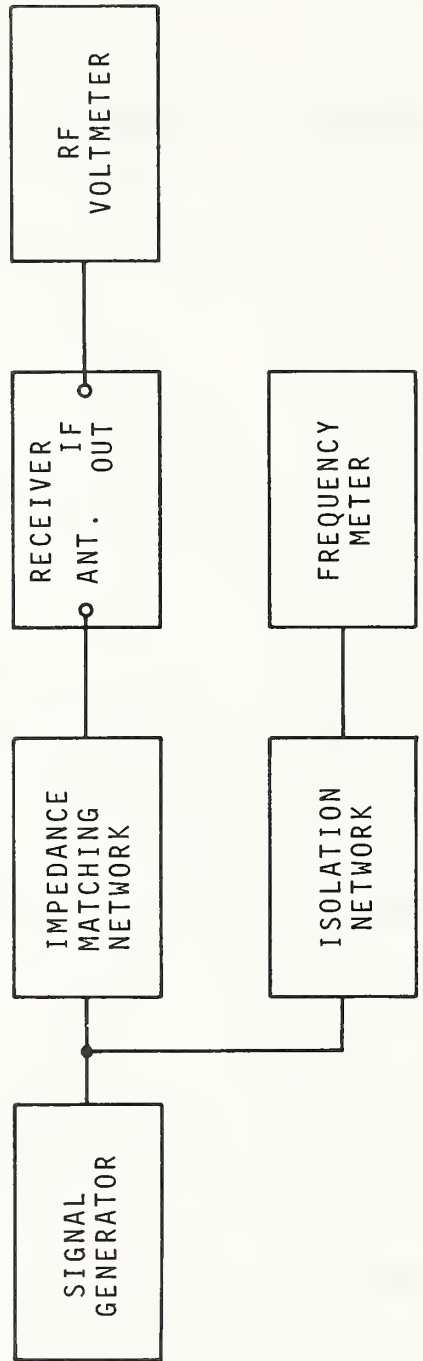 SIGNAL
GENERATOR
IMPEDANCE
MATCHING
NETWORK
RECEIVER
ANT. IF
OUT
RF
VOLTMETER
ISOLATION
NETWORK
FREQUENCY
METER